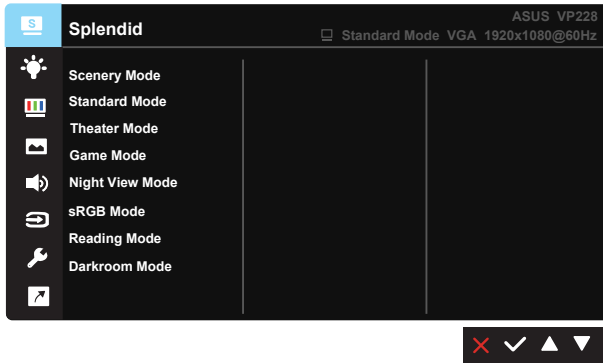 S
Splendid
ASUS VP228
Standard Mode VGA 1920x1080@60Hz
Scenery Mode
Standard Mode
Theater Mode
Game Mode
Night View Mode
sRGB Mode
Reading Mode
Darkroom Mode